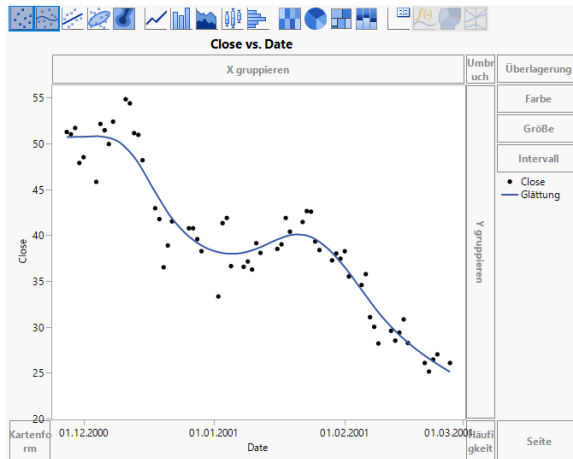 Close vs. Date
X gruppieren
Umbr
uch
Überlagerung
Farbe
Größe
Intervall
Close
Glättung
Y gruppieren
55
50
45
40
35
30
25
20
Close
01.12.2000
01.01.2001
01.02.2001
01.03.2001
Date
Kartenfo
rm
Häufi
gkeit
Seite